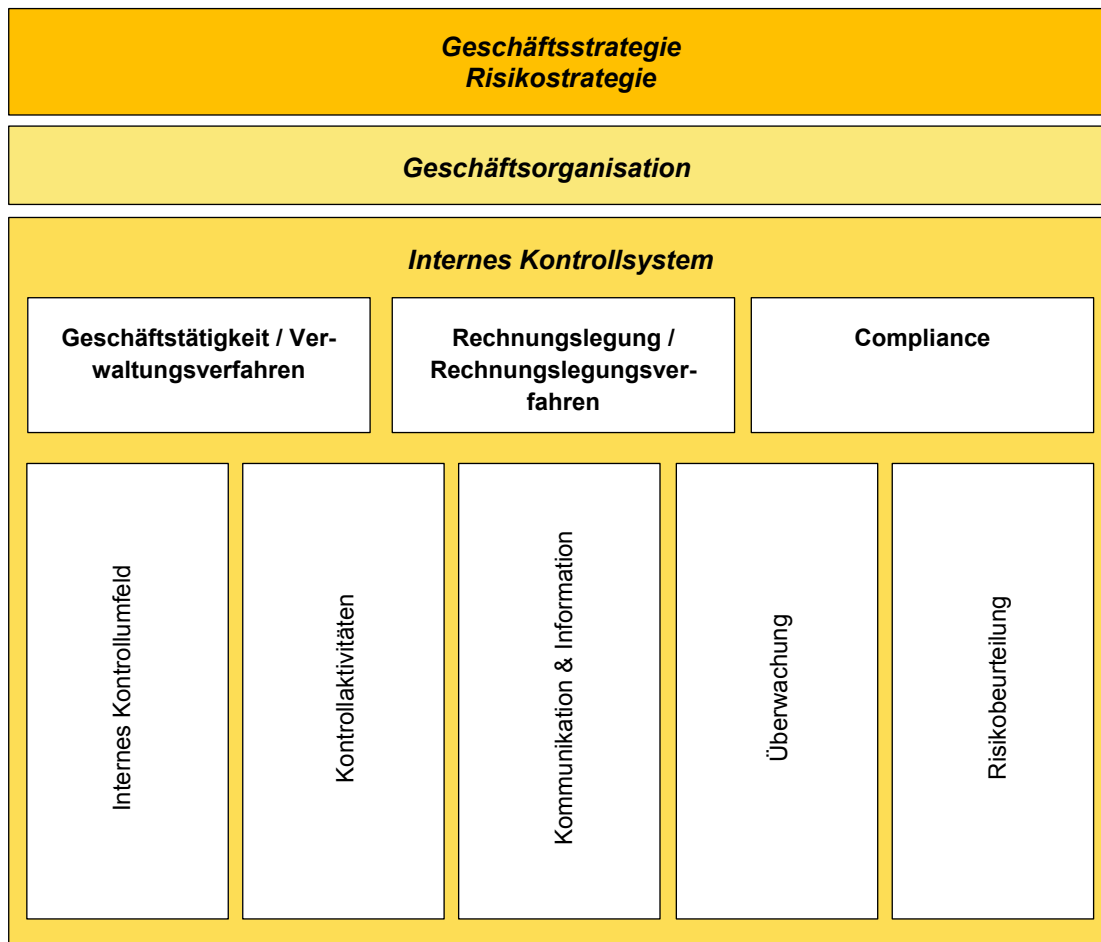 Geschäftsstrategie
Risikostrategie
Geschäftsorganisation
Internes Kontrollsystem
Geschäftstätigkeit / Ver-
waltungsverfahren
Rechnungslegung /
Rechnungslegungsver-
fahren
Compliance
Internes Kontrollumfeld
Kontrollaktivitäten
Kommunikation & Information
Überwachung
Risikobeurteilung